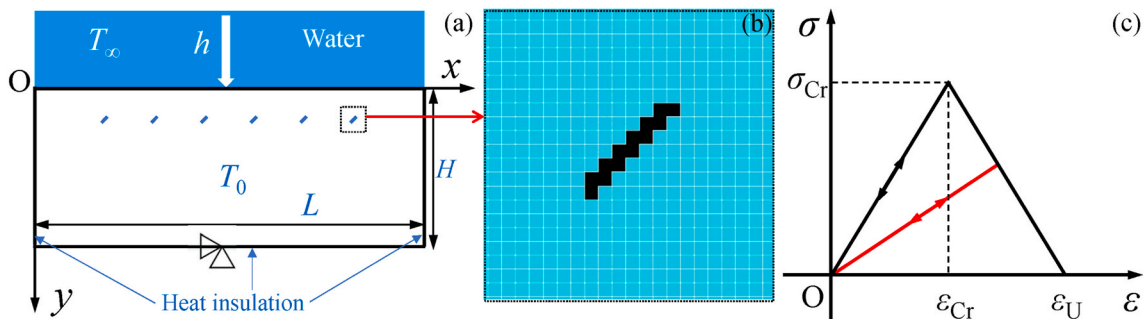 (a)
T∞
h
Water
O
x
T₀
H
L
y
Heat insulation
(b)
(c)
σ
σCr
O
εCr
εU
ε